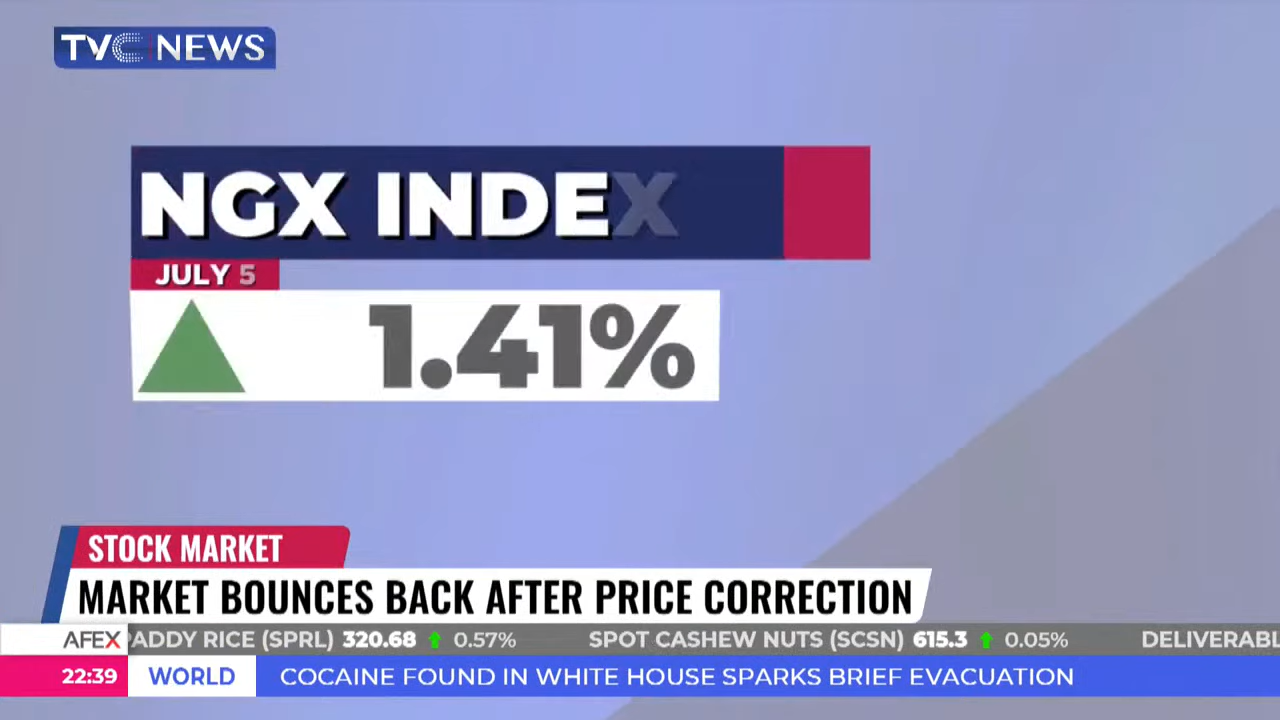 TVC NEWS
NGX INDEX
JULY 5
1.41%
STOCK MARKET
MARKET BOUNCES BACK AFTER PRICE CORRECTION
AFEX ADDY RICE (SPRL) 320.68 0.57% SPOT CASHEW NUTS (SCSN) 615.3 0.05% DELIVERABL
22:39 WORLD COCAINE FOUND IN WHITE HOUSE SPARKS BRIEF EVACUATION